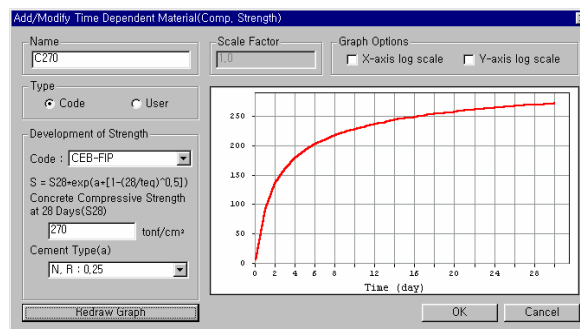 Add/Modify Time Dependent Material(Comp, Strength)
Name
C270
Scale Factor
1,0
Graph Options
X-axis log scale
Y-axis log scale
Type
Code
User
Development of Strength
Code : CEB-FIP
S = S28*exp(a*[1-(28/teq)^0,5])
Concrete Compressive Strength
at 28 Days(S28)
270 tonf/cm²
Cement Type(a)
N, R : 0,25
Redraw Graph
250
200
150
100
50
0
0 2 4 6 8 12 16 20 24 28
Time (day)
OK
Cancel